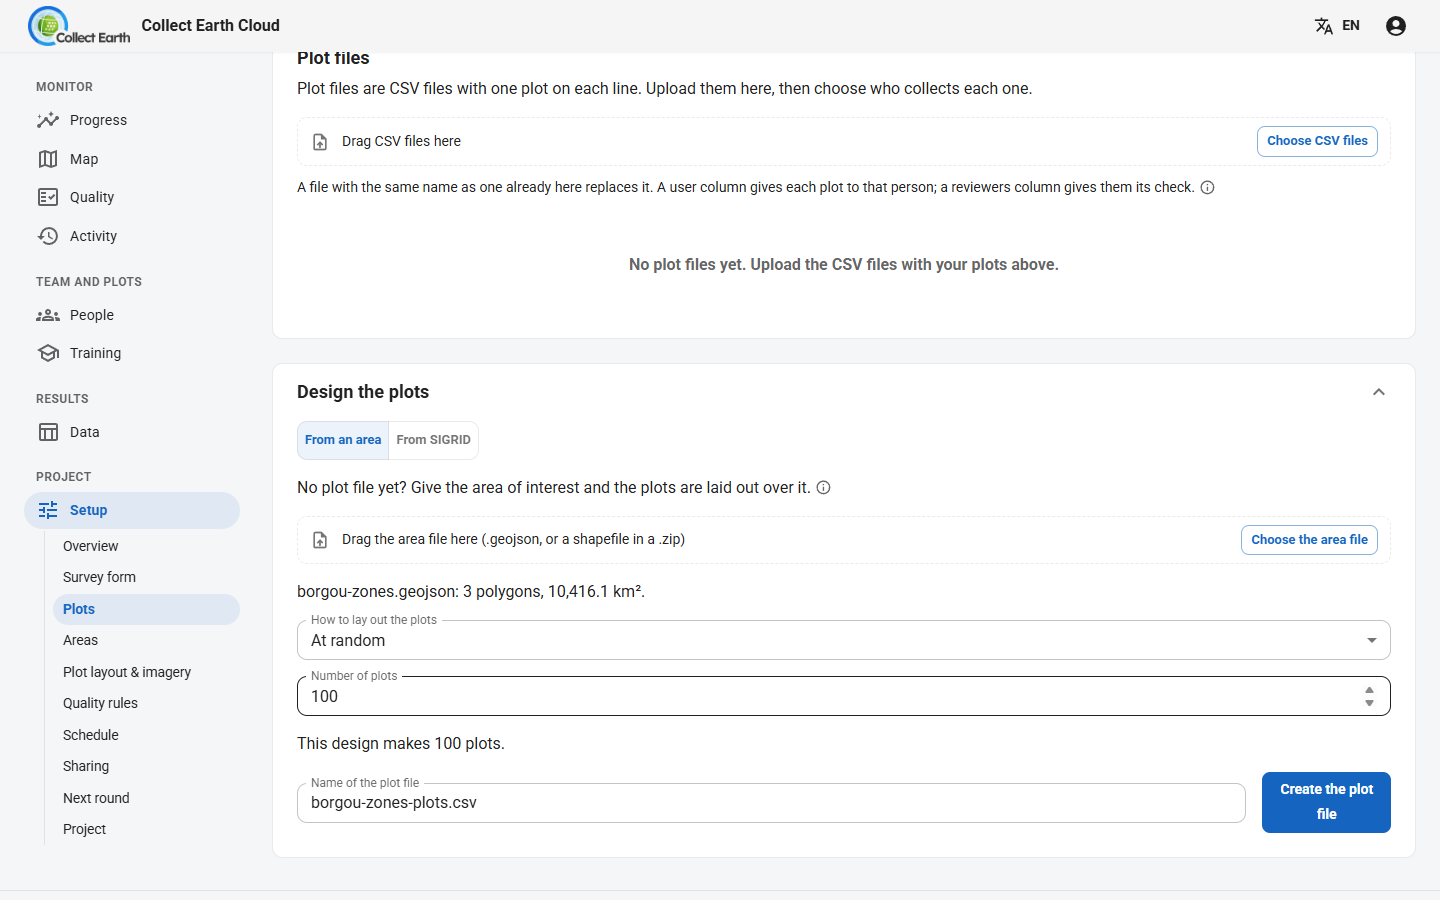 Collect Earth
Collect Earth Cloud
EN
MONITOR
Progress
Map
Quality
Activity
TEAM AND PLOTS
People
Training
RESULTS
Data
PROJECT
Setup
Overview
Survey form
Plots
Areas
Plot layout & imagery
Quality rules
Schedule
Sharing
Next round
Project
Plot files
Plot files are CSV files with one plot on each line. Upload them here, then choose who collects each one.
Drag CSV files here
Choose CSV files
A file with the same name as one already here replaces it. A user column gives each plot to that person; a reviewers column gives them its check.
No plot files yet. Upload the CSV files with your plots above.
Design the plots
From an area
From SIGRID
No plot file yet? Give the area of interest and the plots are laid out over it.
Drag the area file here (.geojson, or a shapefile in a .zip)
Choose the area file
borgou-zones.geojson: 3 polygons, 10,416.1 km².
How to lay out the plots
At random
Number of plots
100
This design makes 100 plots.
Name of the plot file
borgou-zones-plots.csv
Create the plot
file